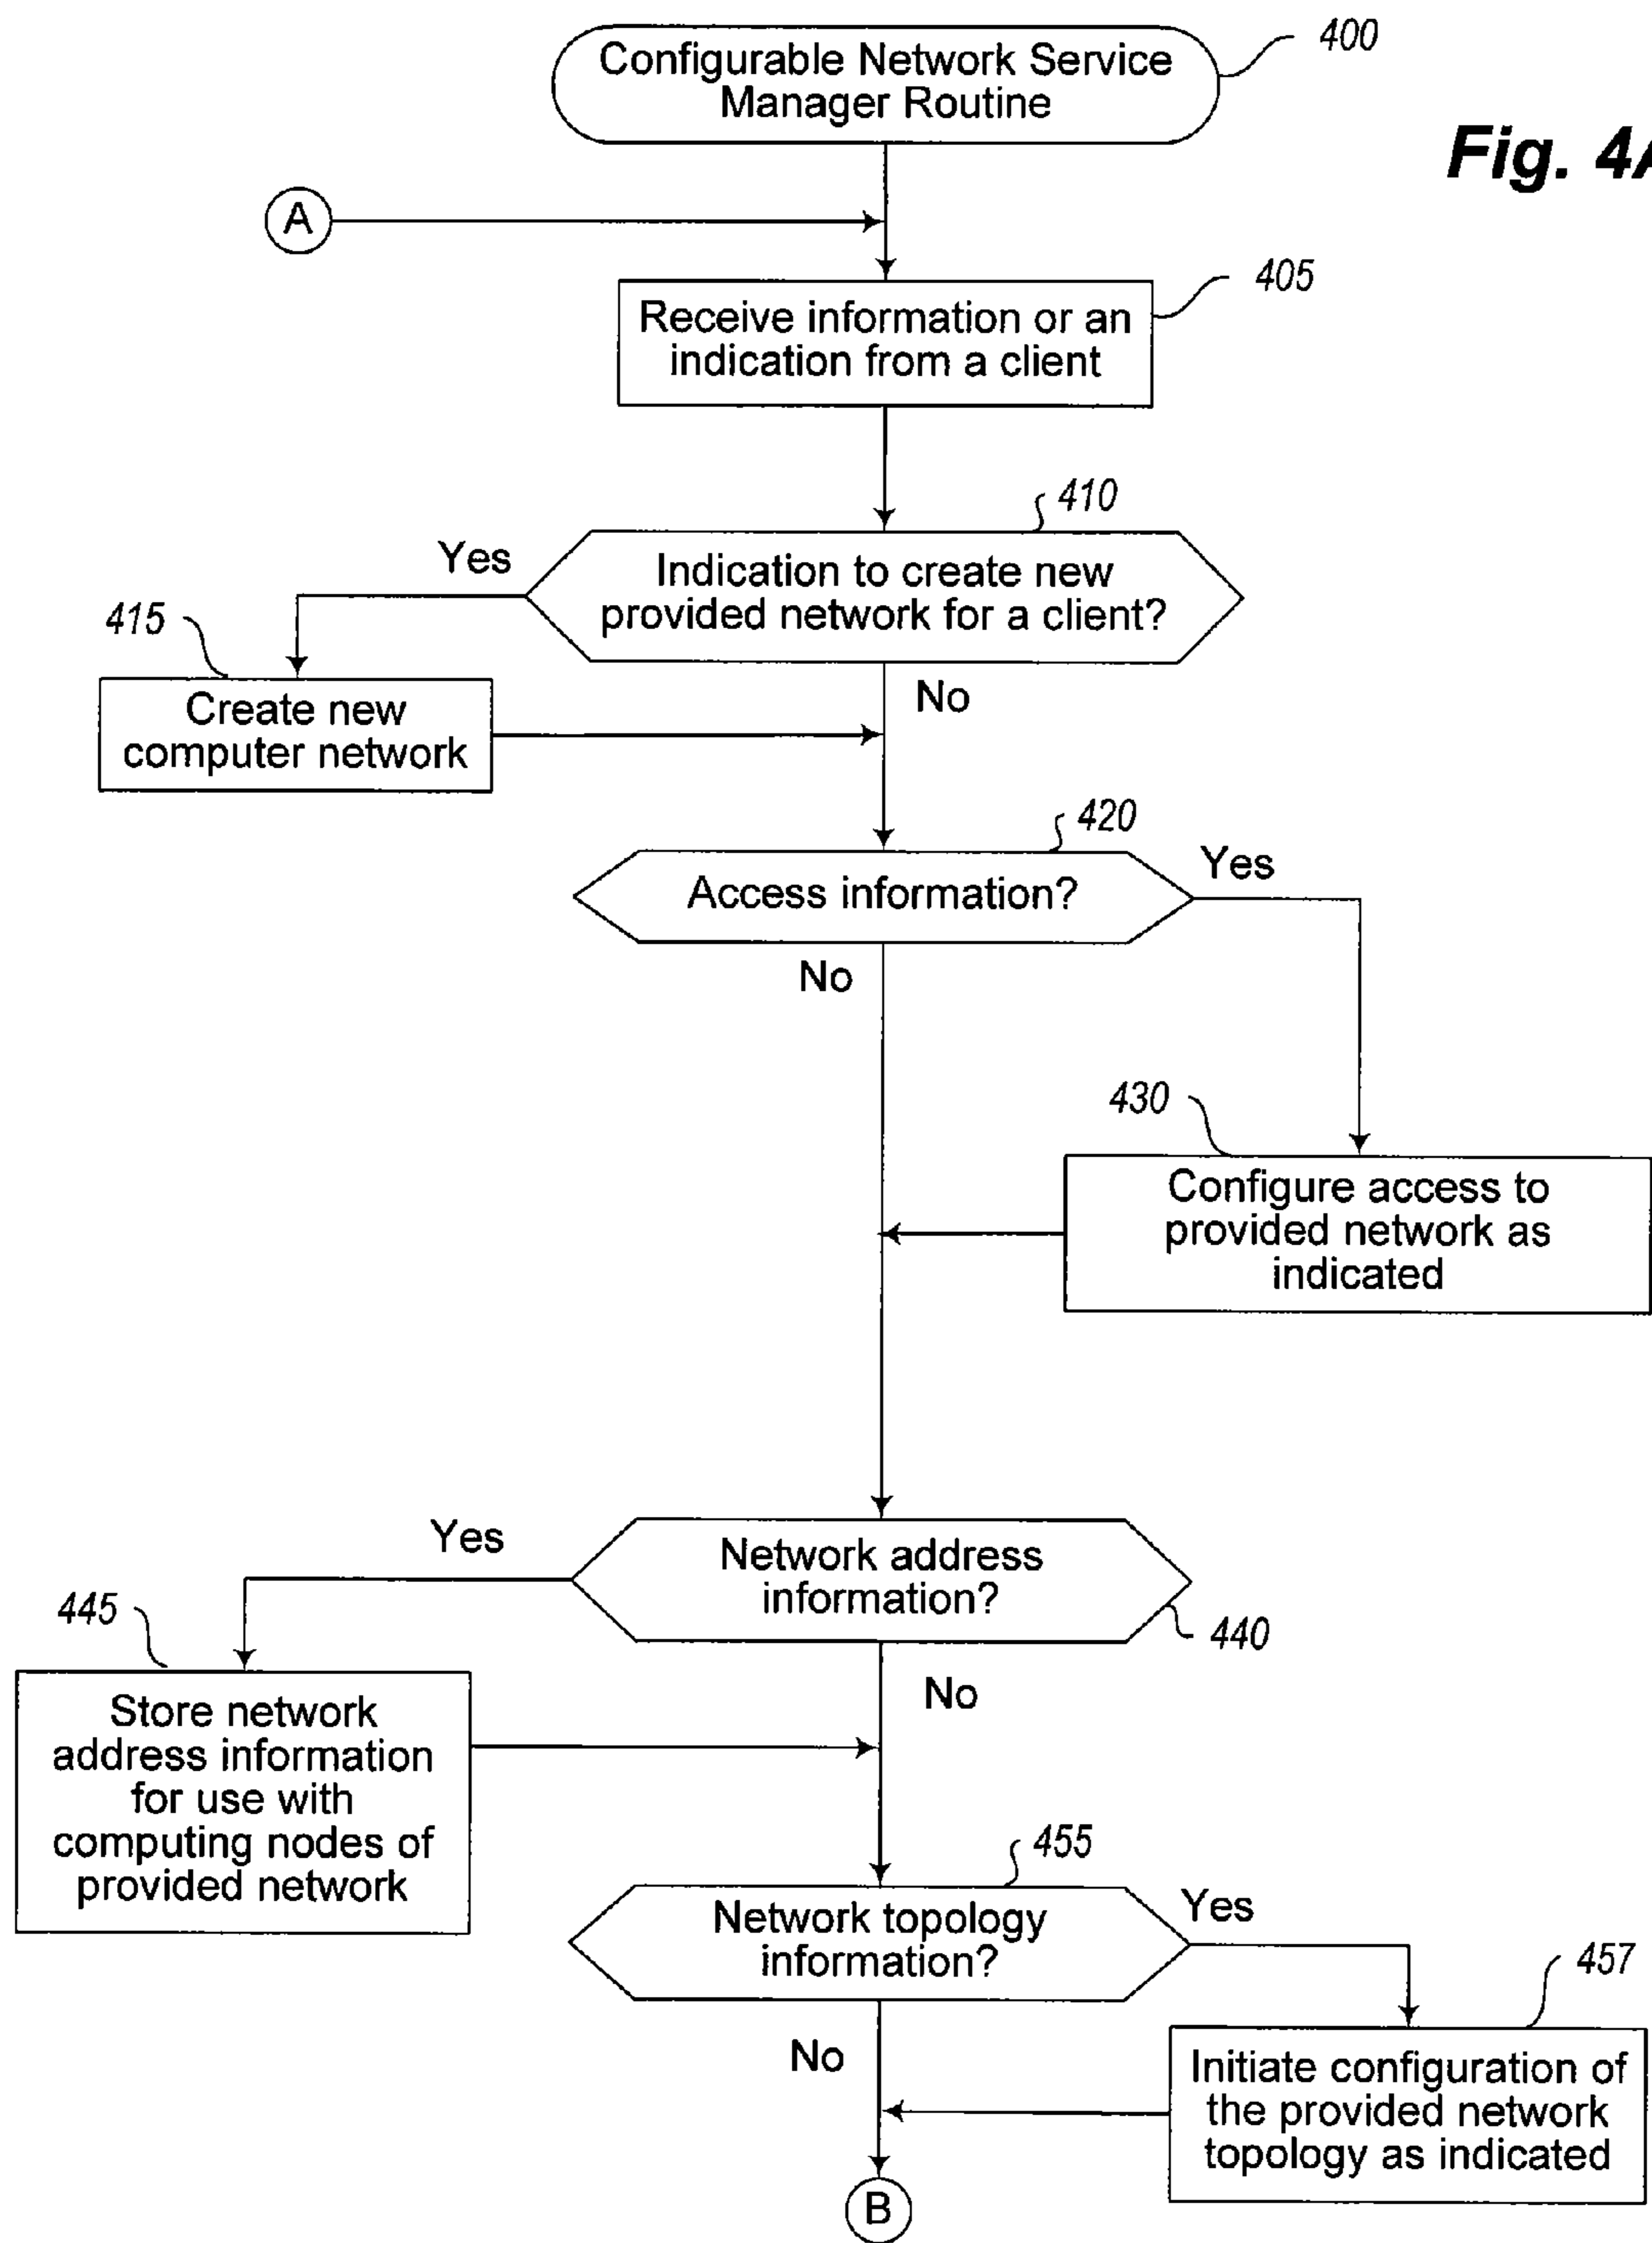 Configurable Network Service
Manager Routine
400
Fig. 4A
A
405
Receive information or an
indication from a client
410
Yes
Indication to create new
provided network for a client?
415
No
Create new
computer network
420
Yes
Access information?
No
430
Configure access to
provided network as
indicated
Yes
Network address
information?
445
440
No
Store network
address information
for use with
computing nodes of
provided network
455
Yes
Network topology
information?
457
No
Initiate configuration of
the provided network
topology as indicated
B